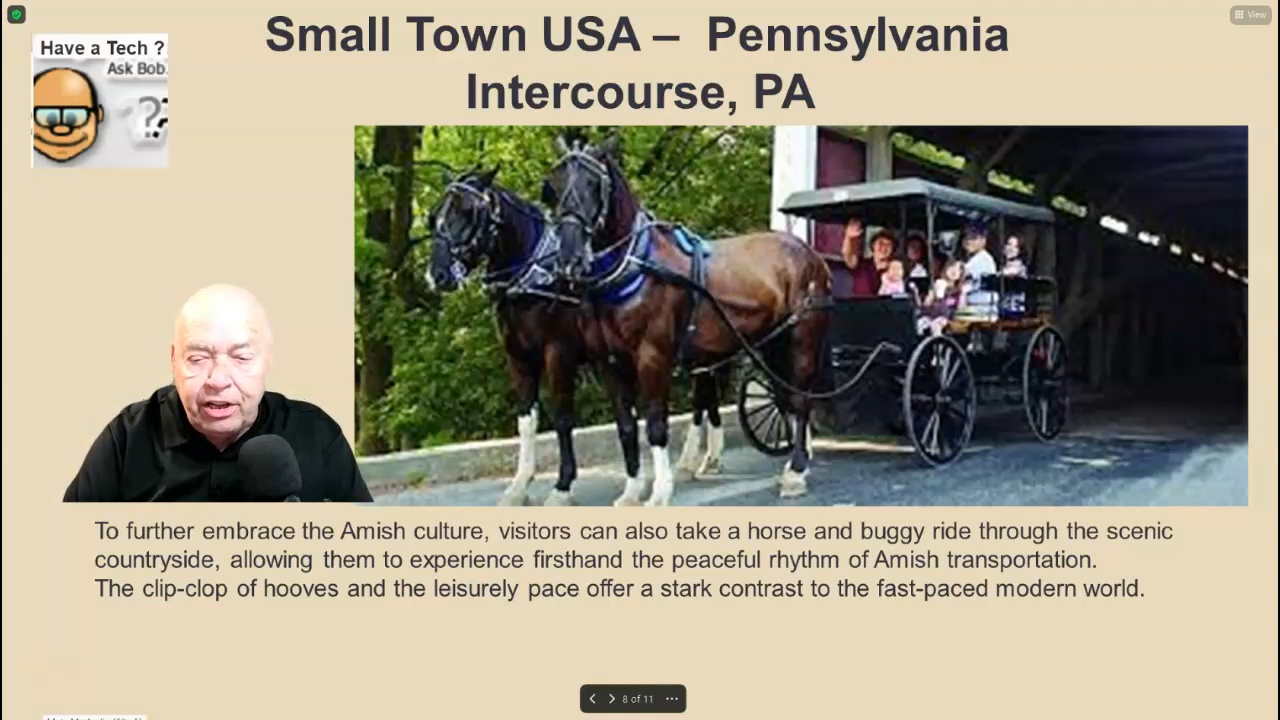 View
Have a Tech ?
Ask Bob
??
Small Town USA – Pennsylvania
Intercourse, PA
To further embrace the Amish culture, visitors can also take a horse and buggy ride through the scenic
countryside, allowing them to experience firsthand the peaceful rhythm of Amish transportation.
The clip-clop of hooves and the leisurely pace offer a stark contrast to the fast-paced modern world.
8 of 11